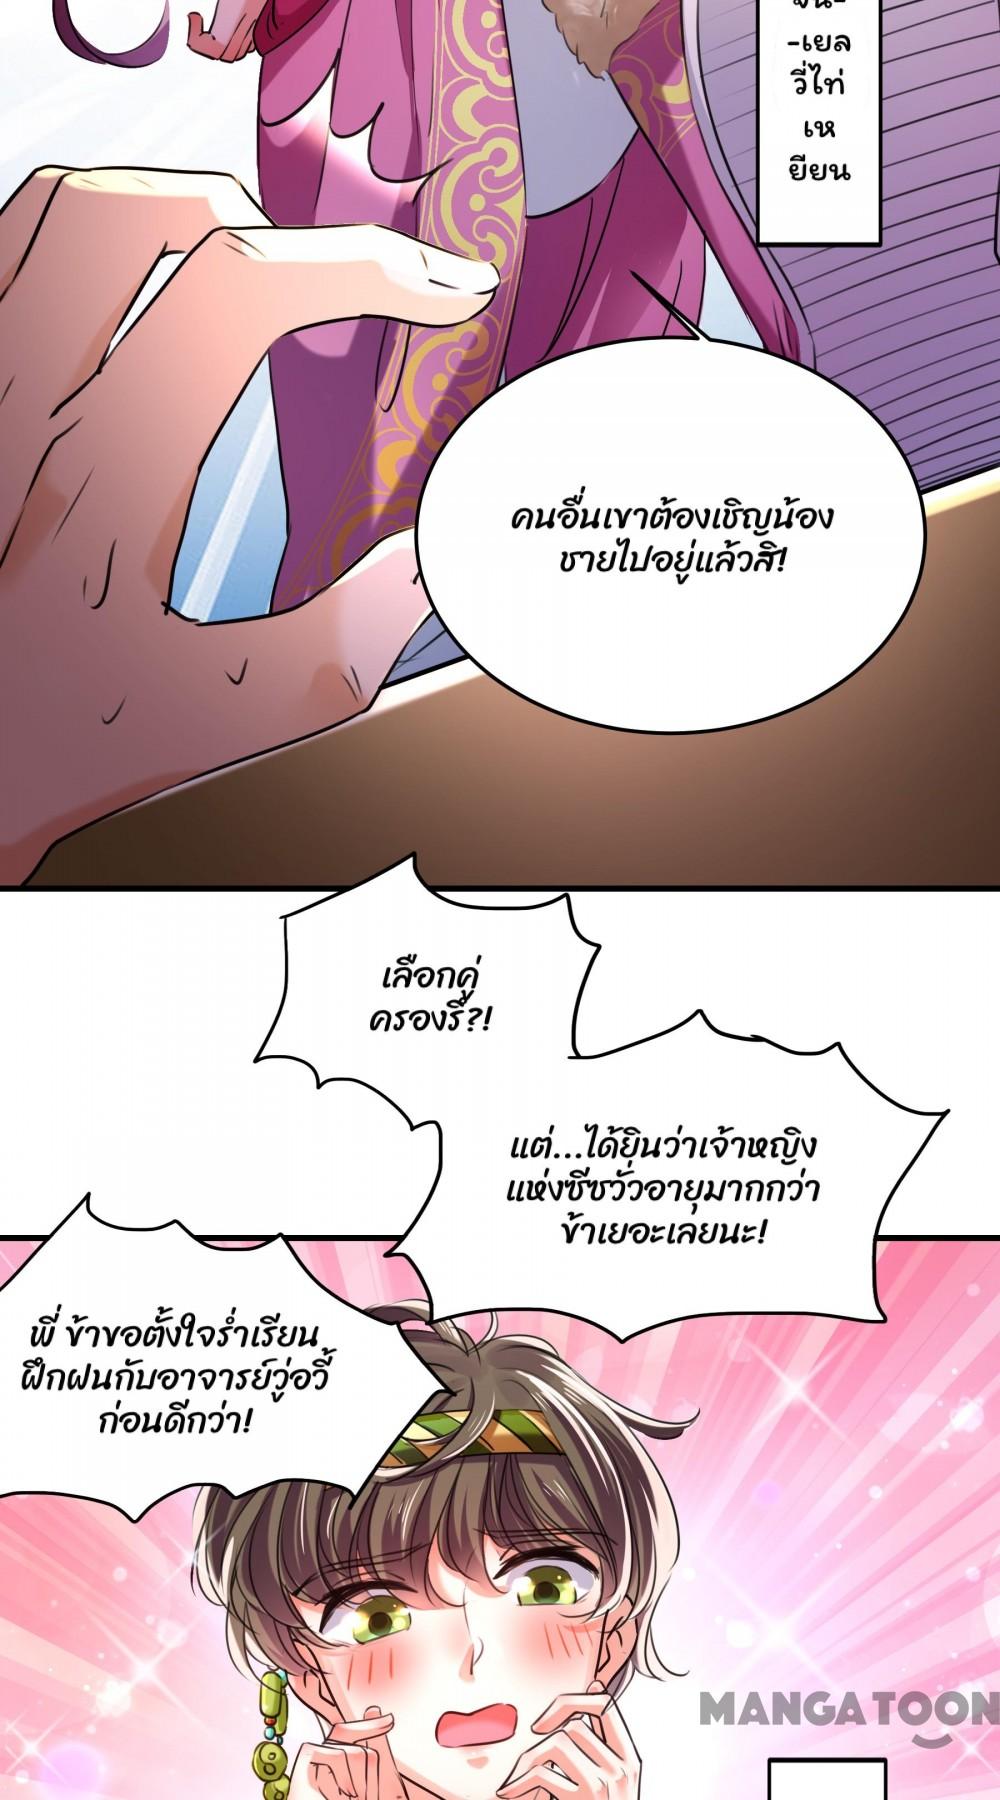 -เยล
วี่ไท่
เห
ยียน
คนอื่นเขาต้องเชิญน้อง
ชายไปอยู่แล้วสิ!
เลือกคู่
ครองรึ?!
แต่...ได้ยินว่าเจ้าหญิง
แห่งซีซวั่วอายุมากกว่า
ข้าเยอะเลยนะ!
พี่ ข้าขอตั้งใจร่ำเรียน
ฝึกฝนกับอาจารย์วู่อวี้
ก่อนดีกว่า!
MANGATOON